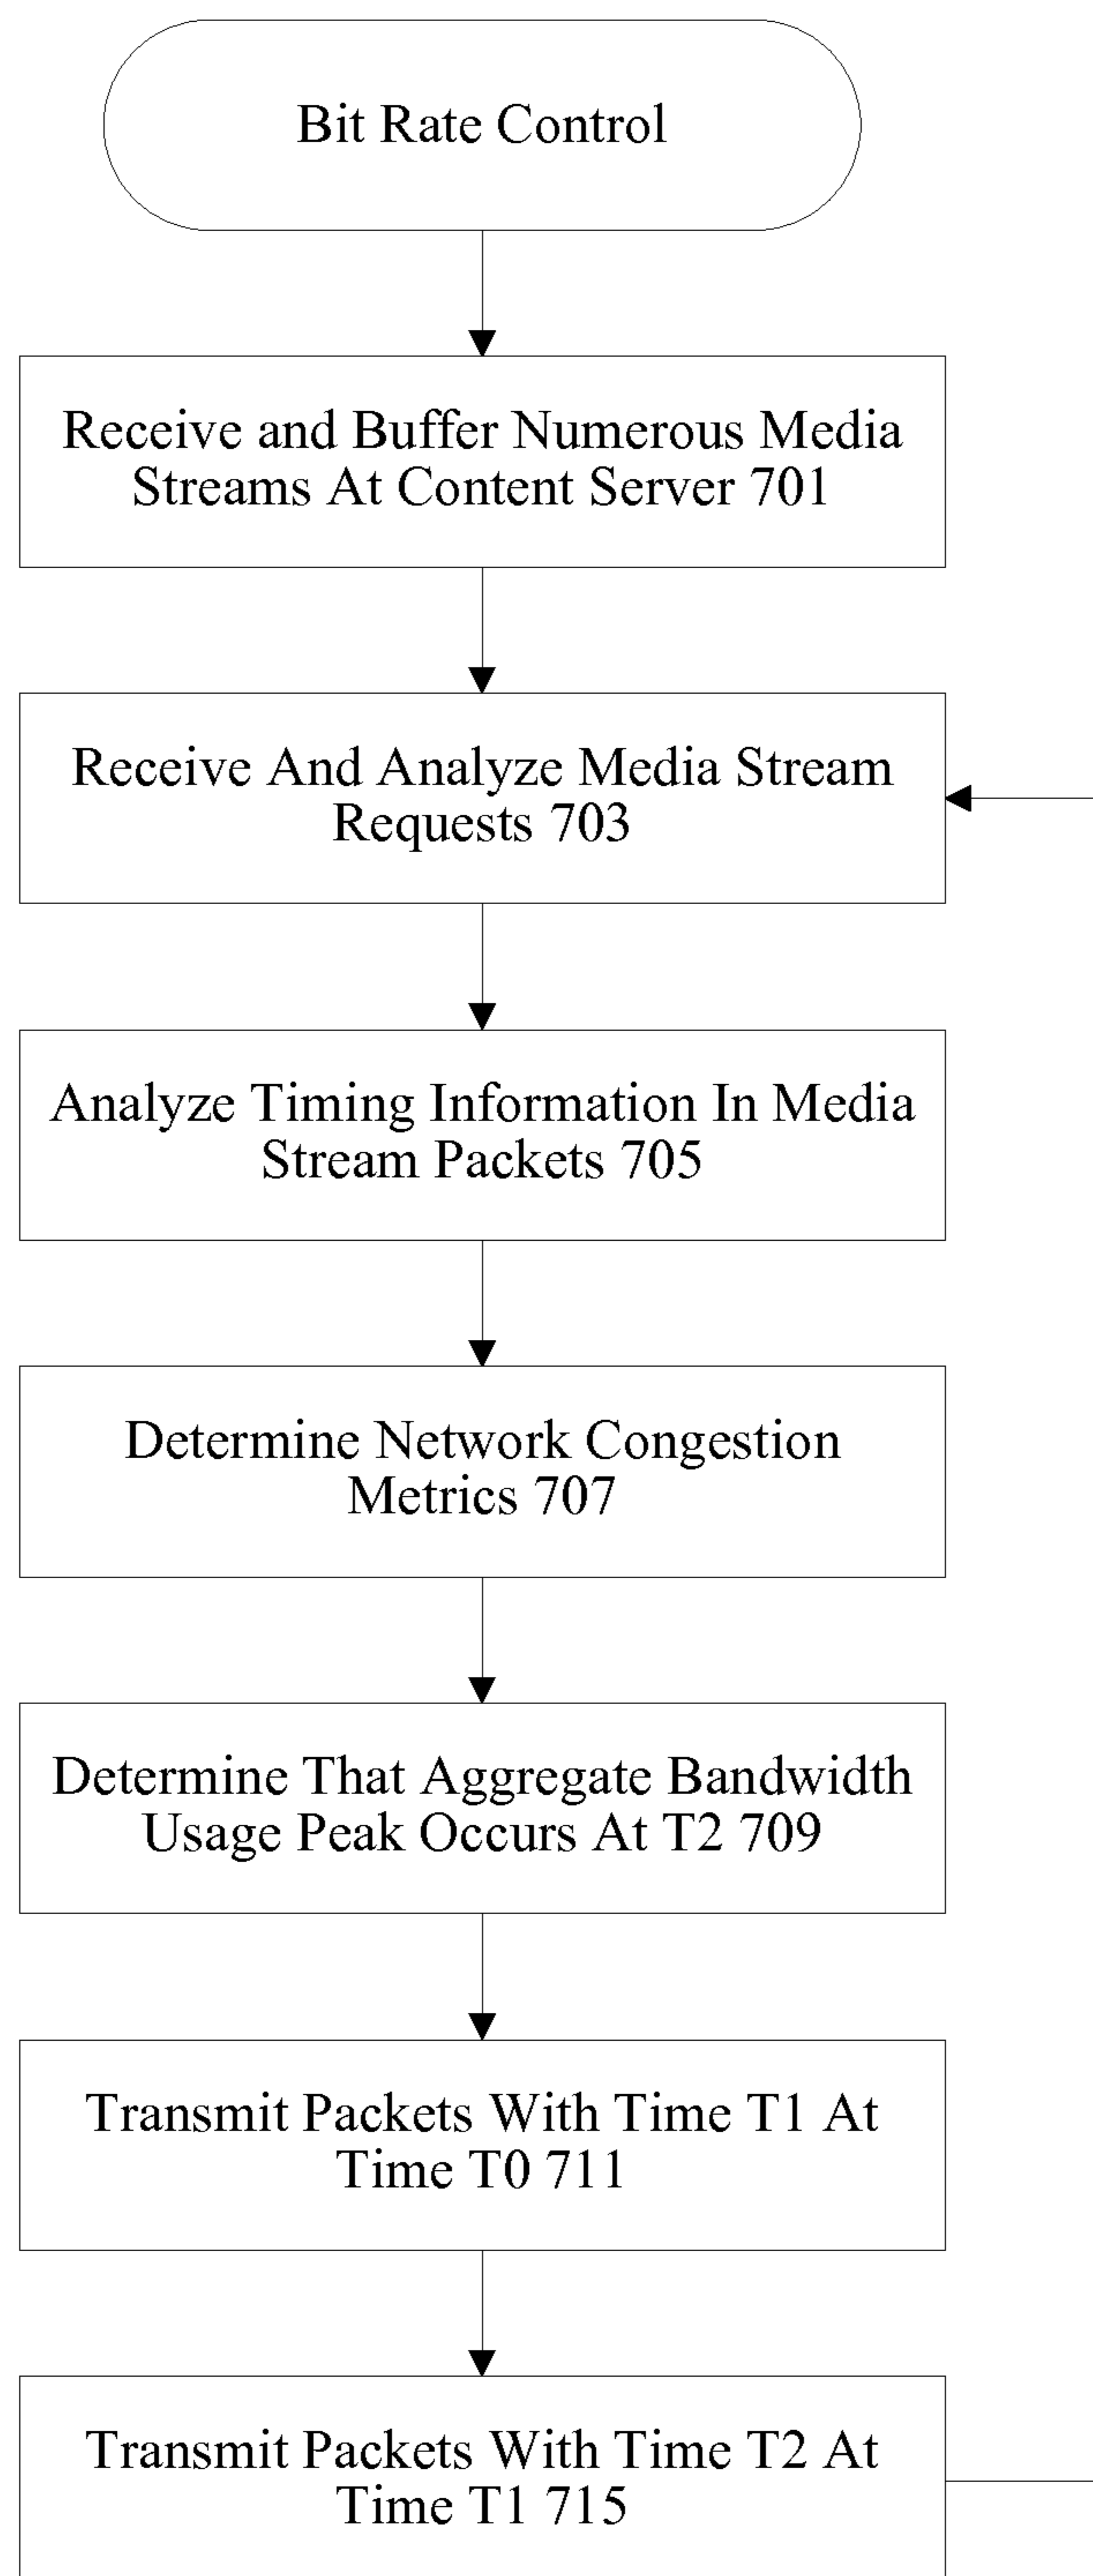 Bit Rate Control
Receive and Buffer Numerous Media
Streams At Content Server 701
Receive And Analyze Media Stream
Requests 703
Analyze Timing Information In Media
Stream Packets 705
Determine Network Congestion
Metrics 707
Determine That Aggregate Bandwidth
Usage Peak Occurs At T2 709
Transmit Packets With Time T1 At
Time T0 711
Transmit Packets With Time T2 At
Time T1 715